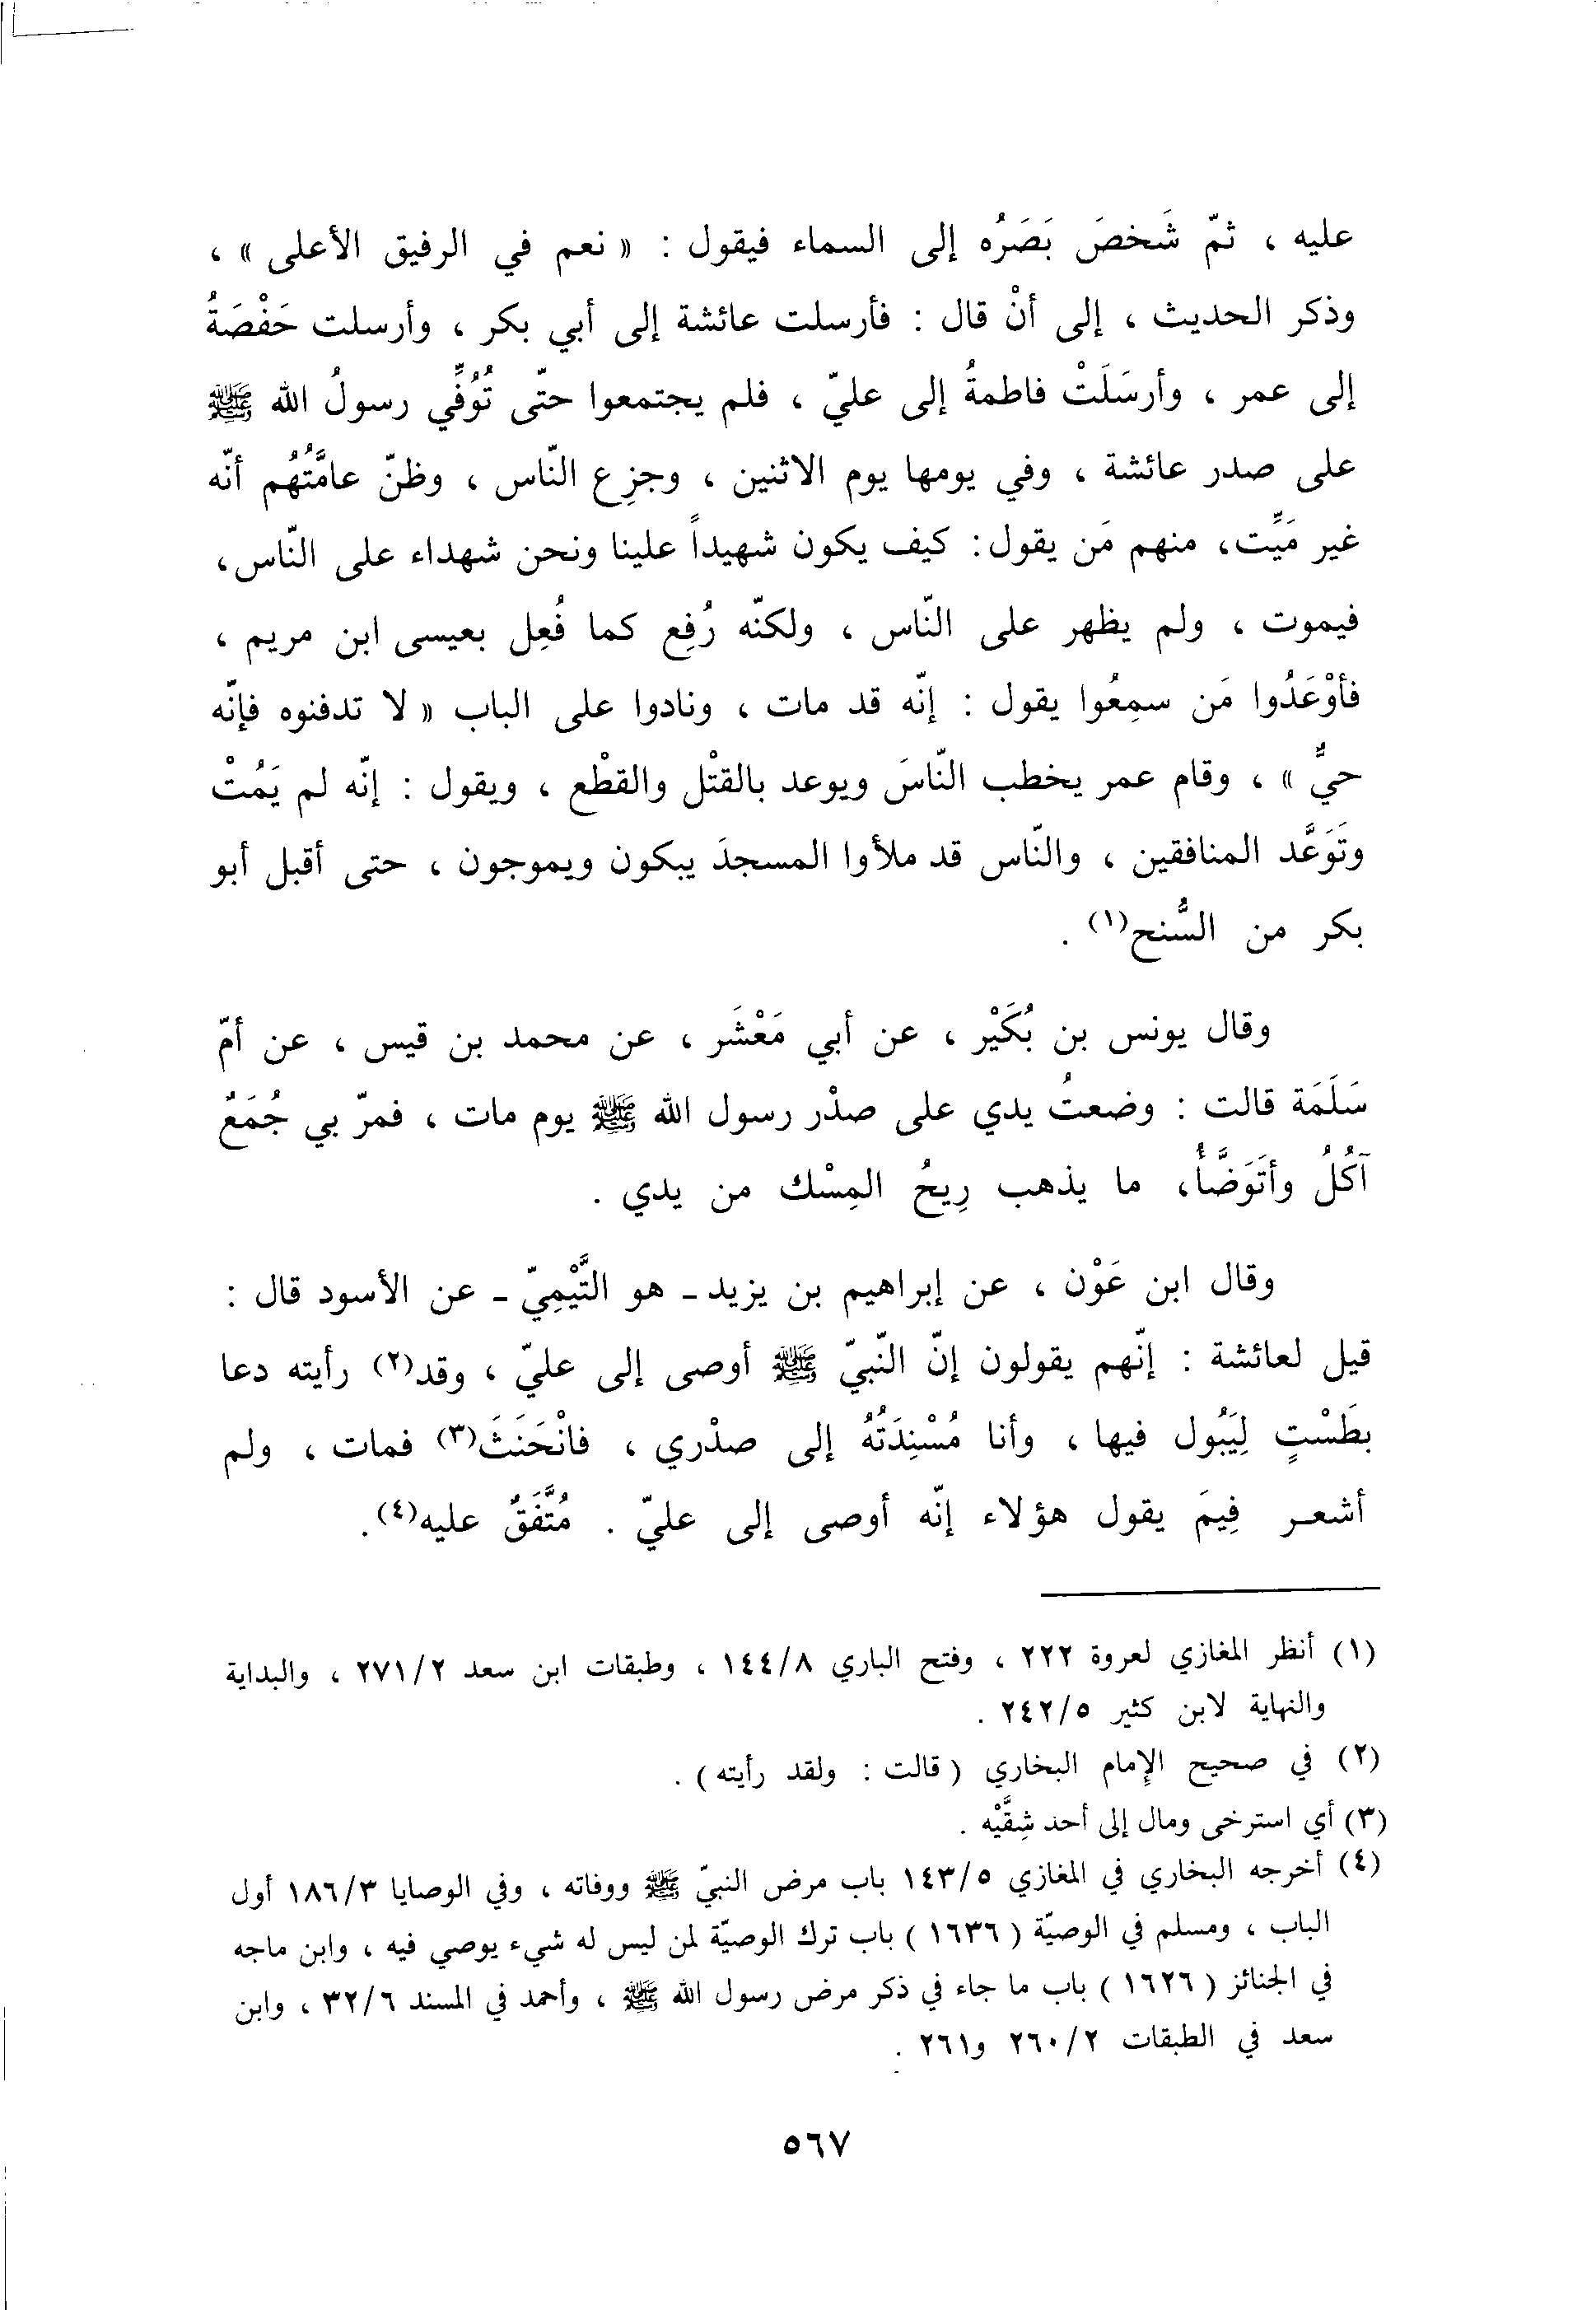 عليه ، ثمّ شَخصَ بَصَرُه إلى السماء فيقول : « نعم في الرفيق الأعلى » ،
وذكر الحديث ، إلى أنْ قال : فأرسلت عائشة إلى أبي بكر ، وأرسلت حَفْصَةُ
إلى عمر ، وأرسَلَتْ فاطمةُ إلى عليّ ، فلم يجتمعوا حتّى تُوُفِّي رسولُ الله ﷺ
على صدر عائشة ، وفي يومها يوم الاثنين ، وجزِع النّاس ، وظنّ عامَّتُهُم أنّه
غير مَيِّت، منهم مَن يقول: كيف يكون شهيداً علينا ونحن شهداء على النّاس،
فيموت ، ولم يظهر على النّاس ، ولكنّه رُفِع كما فُعِل بعيسى ابن مريم ،
فأوْعَدُوا مَن سمِعُوا يقول : إنّه قد مات ، ونادوا على الباب « لا تدفنوه فإنّه
حيٌّ » ، وقام عمر يخطب النّاسَ ويوعد بالقتْل والقطْع ، ويقول : إنّه لم يَمُتْ
وتَوَعَّد المنافقين ، والنّاس قد ملأوا المسجدَ يبكون ويموجون ، حتى أقبل أبو
بكر من السُّنح(١) .
وقال يونس بن بُكَيْر ، عن أبي مَعْشَر ، عن محمد بن قيس ، عن أمّ
سَلَمَة قالت : وضعتُ يدي على صدْر رسول الله ﷺ يوم مات ، فمرّ بي جُمَعٌ
آكُلُ وأتَوَضَّأُ، ما يذهب رِيحُ المِسْك من يدي .
وقال ابن عَوْن ، عن إبراهيم بن يزيد - هو التَّيْمِيّ - عن الأسود قال :
قيل لعائشة : إنّهم يقولون إنّ النّبيّ ﷺ أوصى إلى عليّ ، وقد(٢) رأيته دعا
بطَسْتٍ لِيَبُول فيها ، وأنا مُسْنِدَتُهُ إلى صدْري ، فانْخَنَثَ(٣) فمات ، ولم
أشعر فِيمَ يقول هؤلاء إنّه أوصى إلى عليّ . مُتَّفَقٌ عليه(٤).
(١) أنظر المغازي لعروة ٢٢٢ ، وفتح الباري ١٤٤/٨ ، وطبقات ابن سعد ٢٧١/٢ ، والبداية
والنهاية لابن كثير ٢٤٢/٥ .
(٢) في صحيح الإمام البخاري ( قالت : ولقد رأيته ) .
(٣) أي استرخى ومال إلى أحد شِقَّيْه .
(٤) أخرجه البخاري في المغازي ١٤٣/٥ باب مرض النبيّ ﷺ ووفاته ، وفي الوصايا ١٨٦/٣ أول
الباب ، ومسلم في الوصيّة ( ١٦٣٦ ) باب ترك الوصيّة لمن ليس له شيء يوصي فيه ، وابن ماجه
في الجنائز ( ١٦٢٦ ) باب ما جاء في ذكر مرض رسول الله ﷺ ، وأحمد في المسند ٣٢/٦ ، وابن
سعد في الطبقات ٢٦٠/٢ و٢٦١ .
٥٦٧